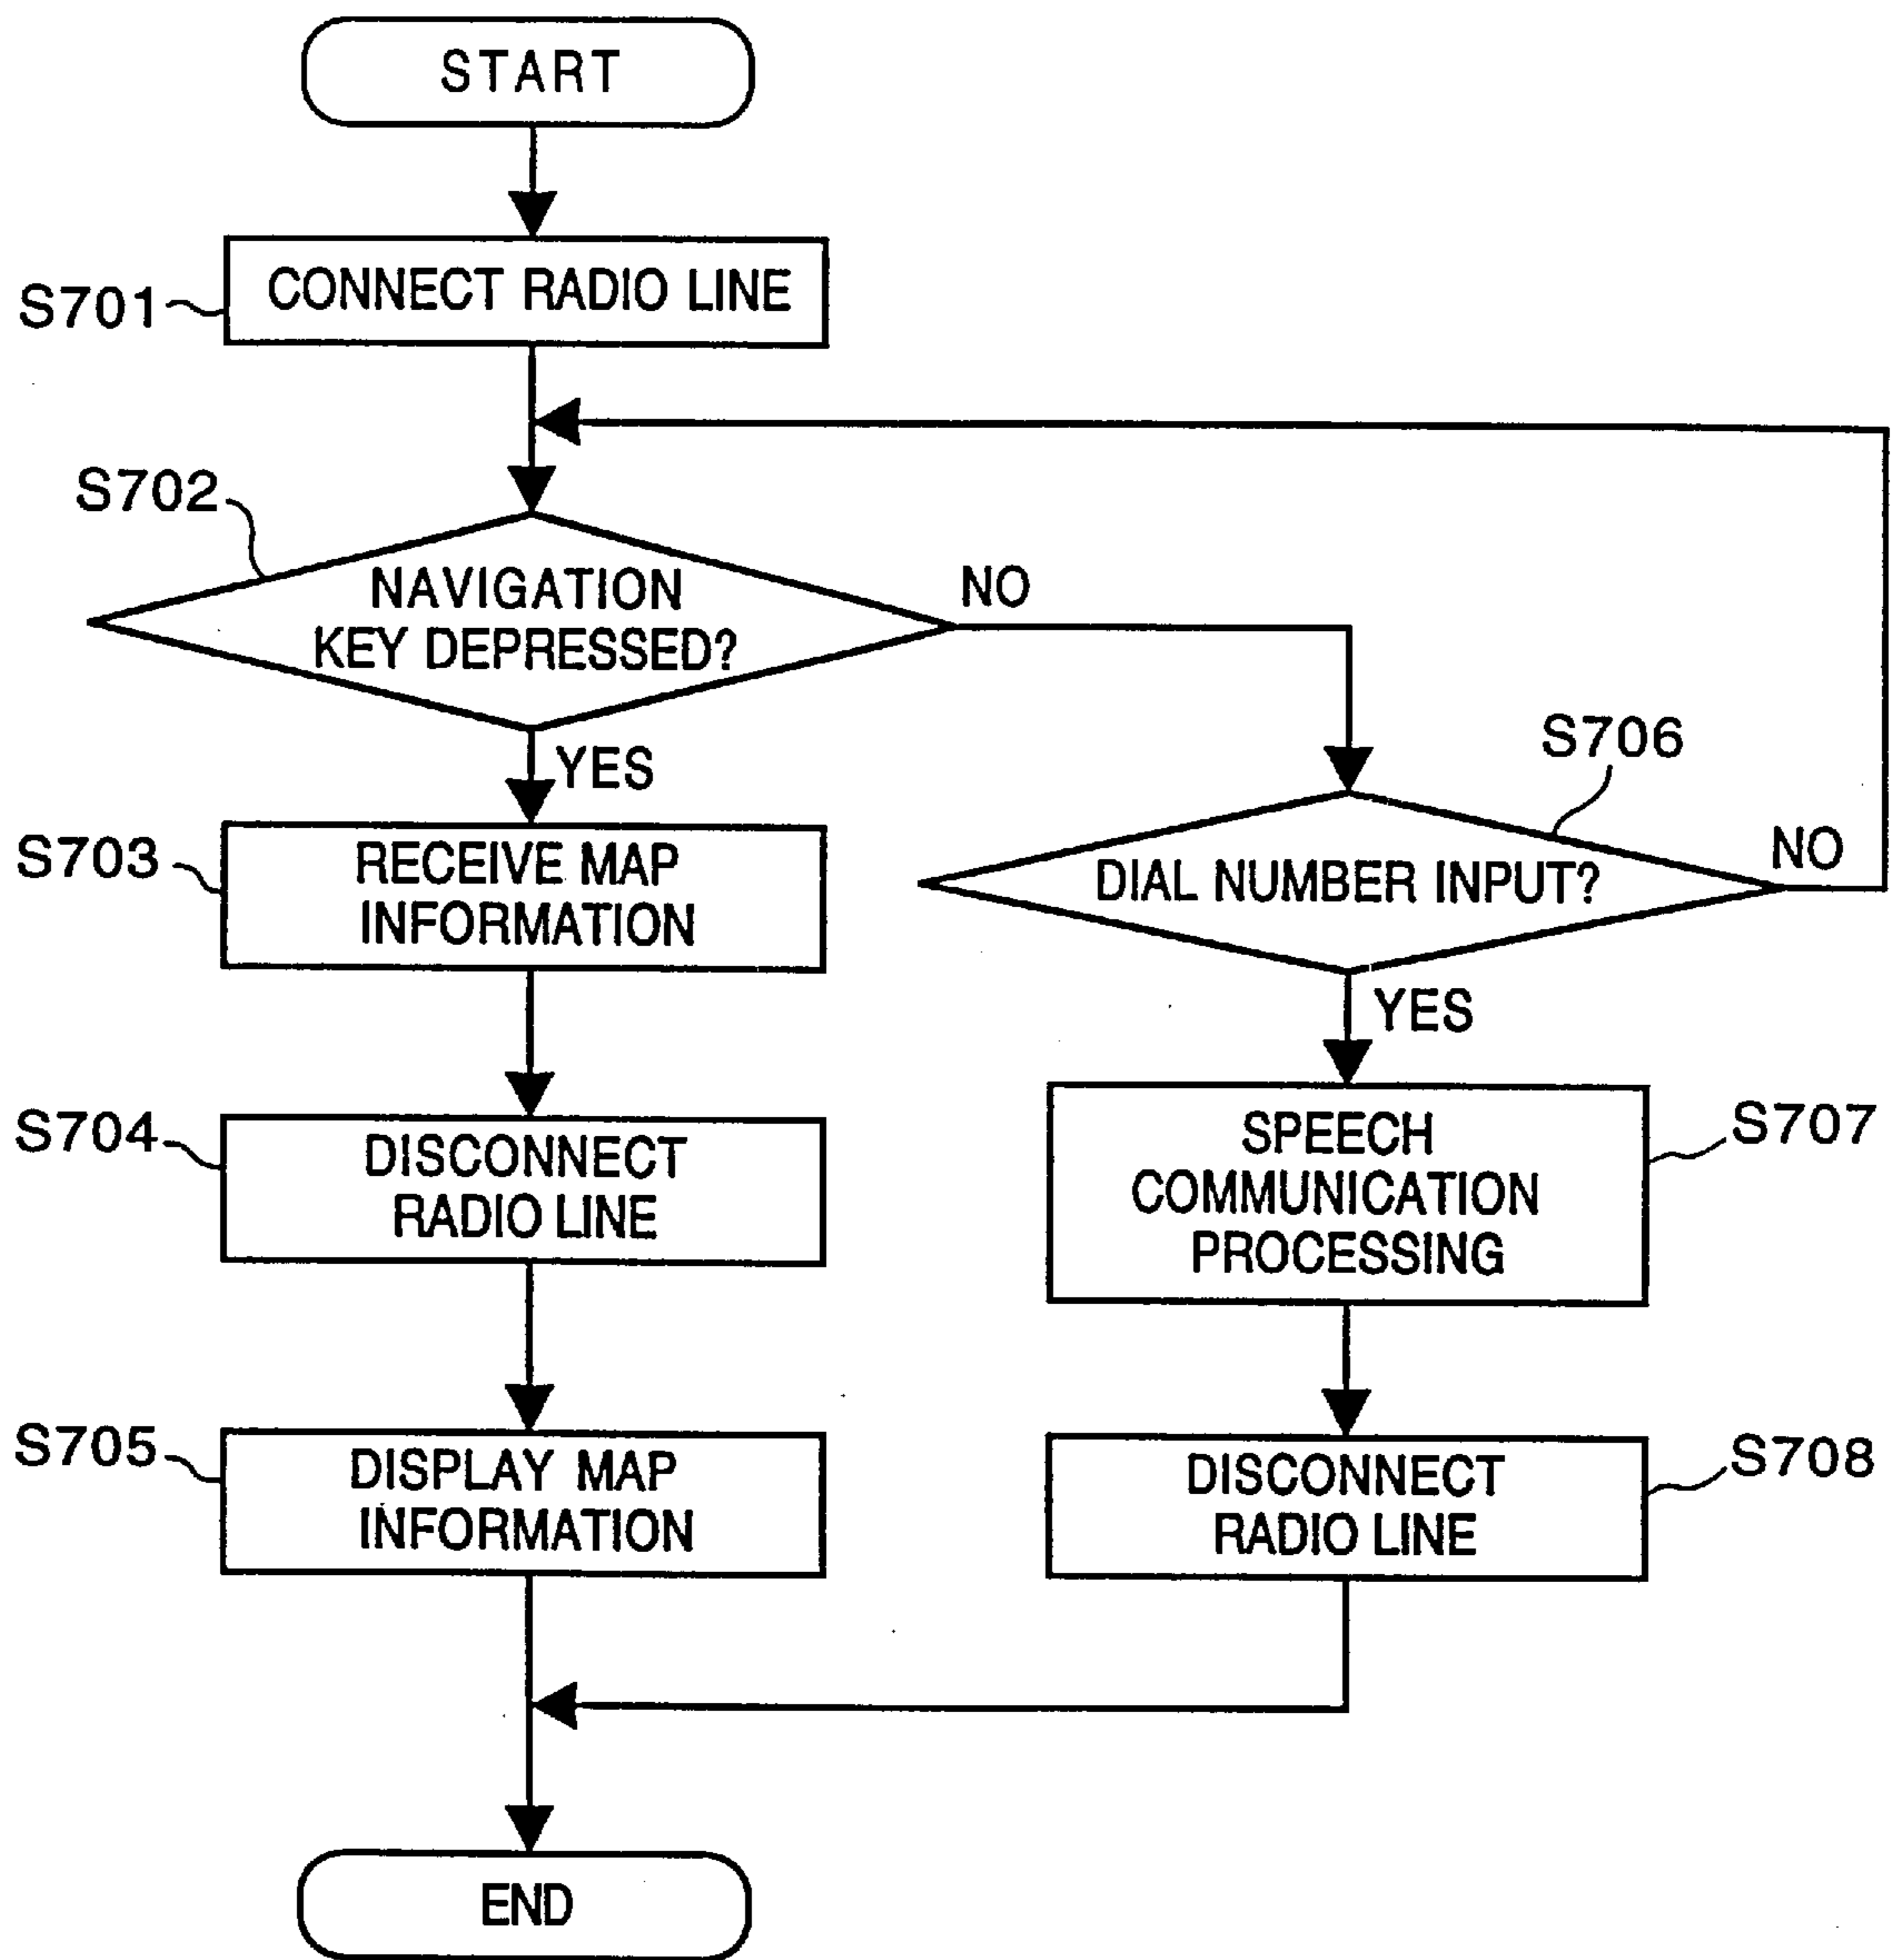 START
S701
CONNECT RADIO LINE
S702
NAVIGATION
KEY DEPRESSED?
NO
YES
S703
RECEIVE MAP
INFORMATION
S704
DISCONNECT
RADIO LINE
S705
DISPLAY MAP
INFORMATION
S706
DIAL NUMBER INPUT?
NO
YES
S707
SPEECH
COMMUNICATION
PROCESSING
S708
DISCONNECT
RADIO LINE
END